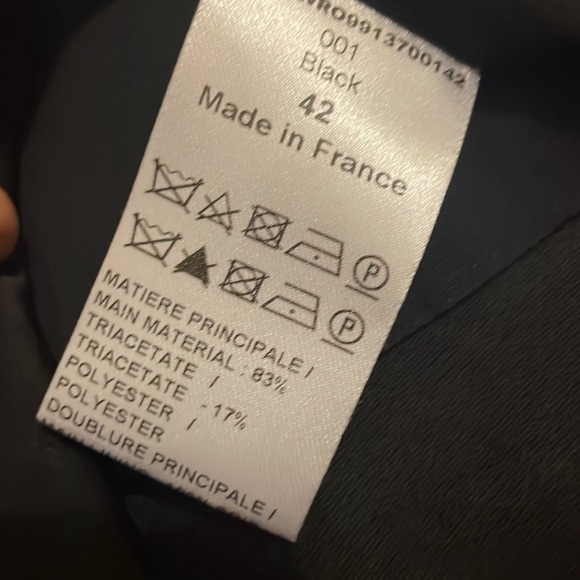 001
Black
42
Made in France
P
P
MATIERE PRINCIPALE /
MAIN MATERIAL : 83%
TRIACETATE /
TRIACETATE - 17%
POLYESTER /
POLYESTER
DOUBLURE PRINCIPALE /